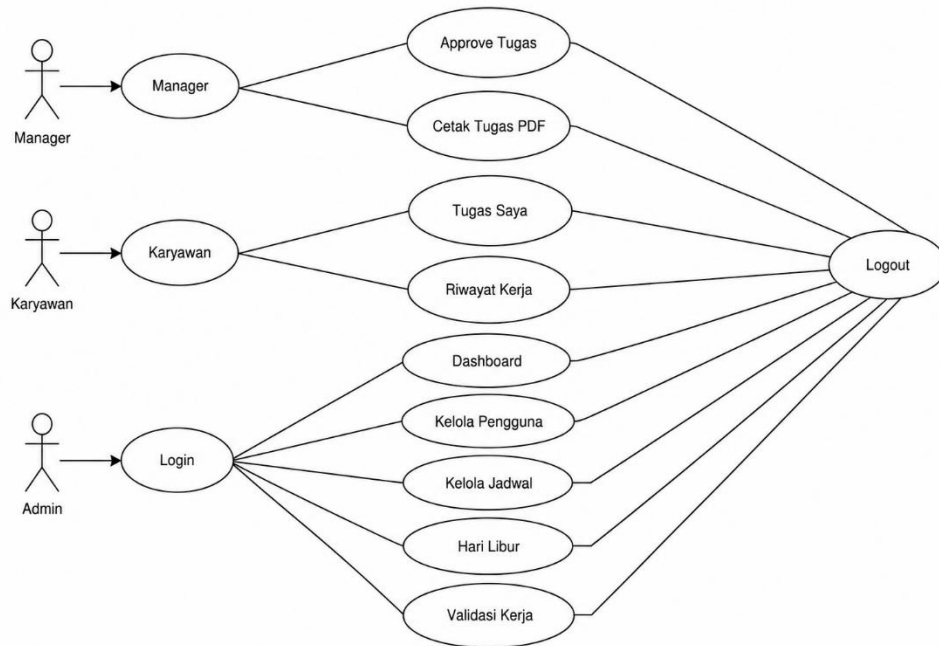 Approve Tugas
Manager
Manager
Cetak Tugas PDF
Tugas Saya
Karyawan
Karyawan
Riwayat Kerja
Logout
Dashboard
Kelola Pengguna
Login
Admin
Kelola Jadwal
Hari Libur
Validasi Kerja